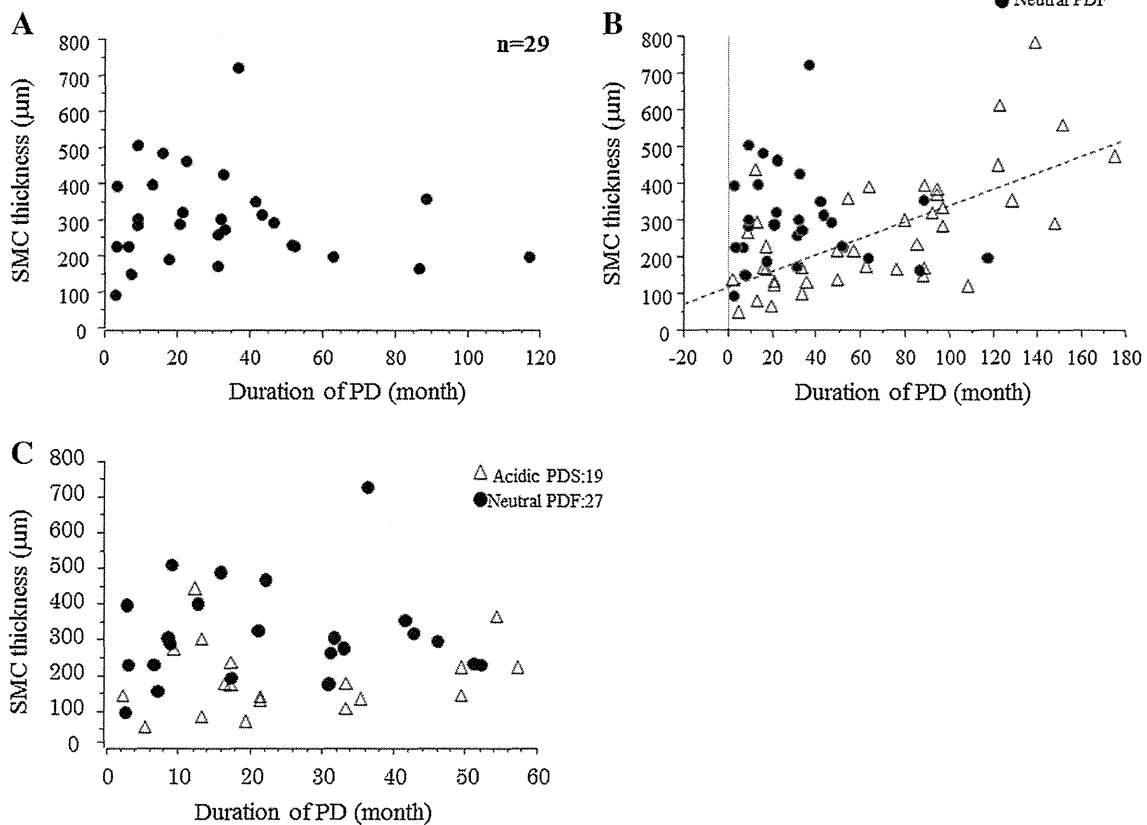 A
n=29
SMC thickness (μm)
800
700
600
500
400
300
200
100
0
0 20 40 60 80 100 120
Duration of PD (month)
Neutral PDF
B
SMC thickness (μm)
800
700
600
500
400
300
200
100
0
-20 0 20 40 60 80 100 120 140 160 180
Duration of PD (month)
C
Acidic PDS:19
Neutral PDF:27
SMC thickness (μm)
800
700
600
500
400
300
200
100
0
0 10 20 30 40 50 60
Duration of PD (month)